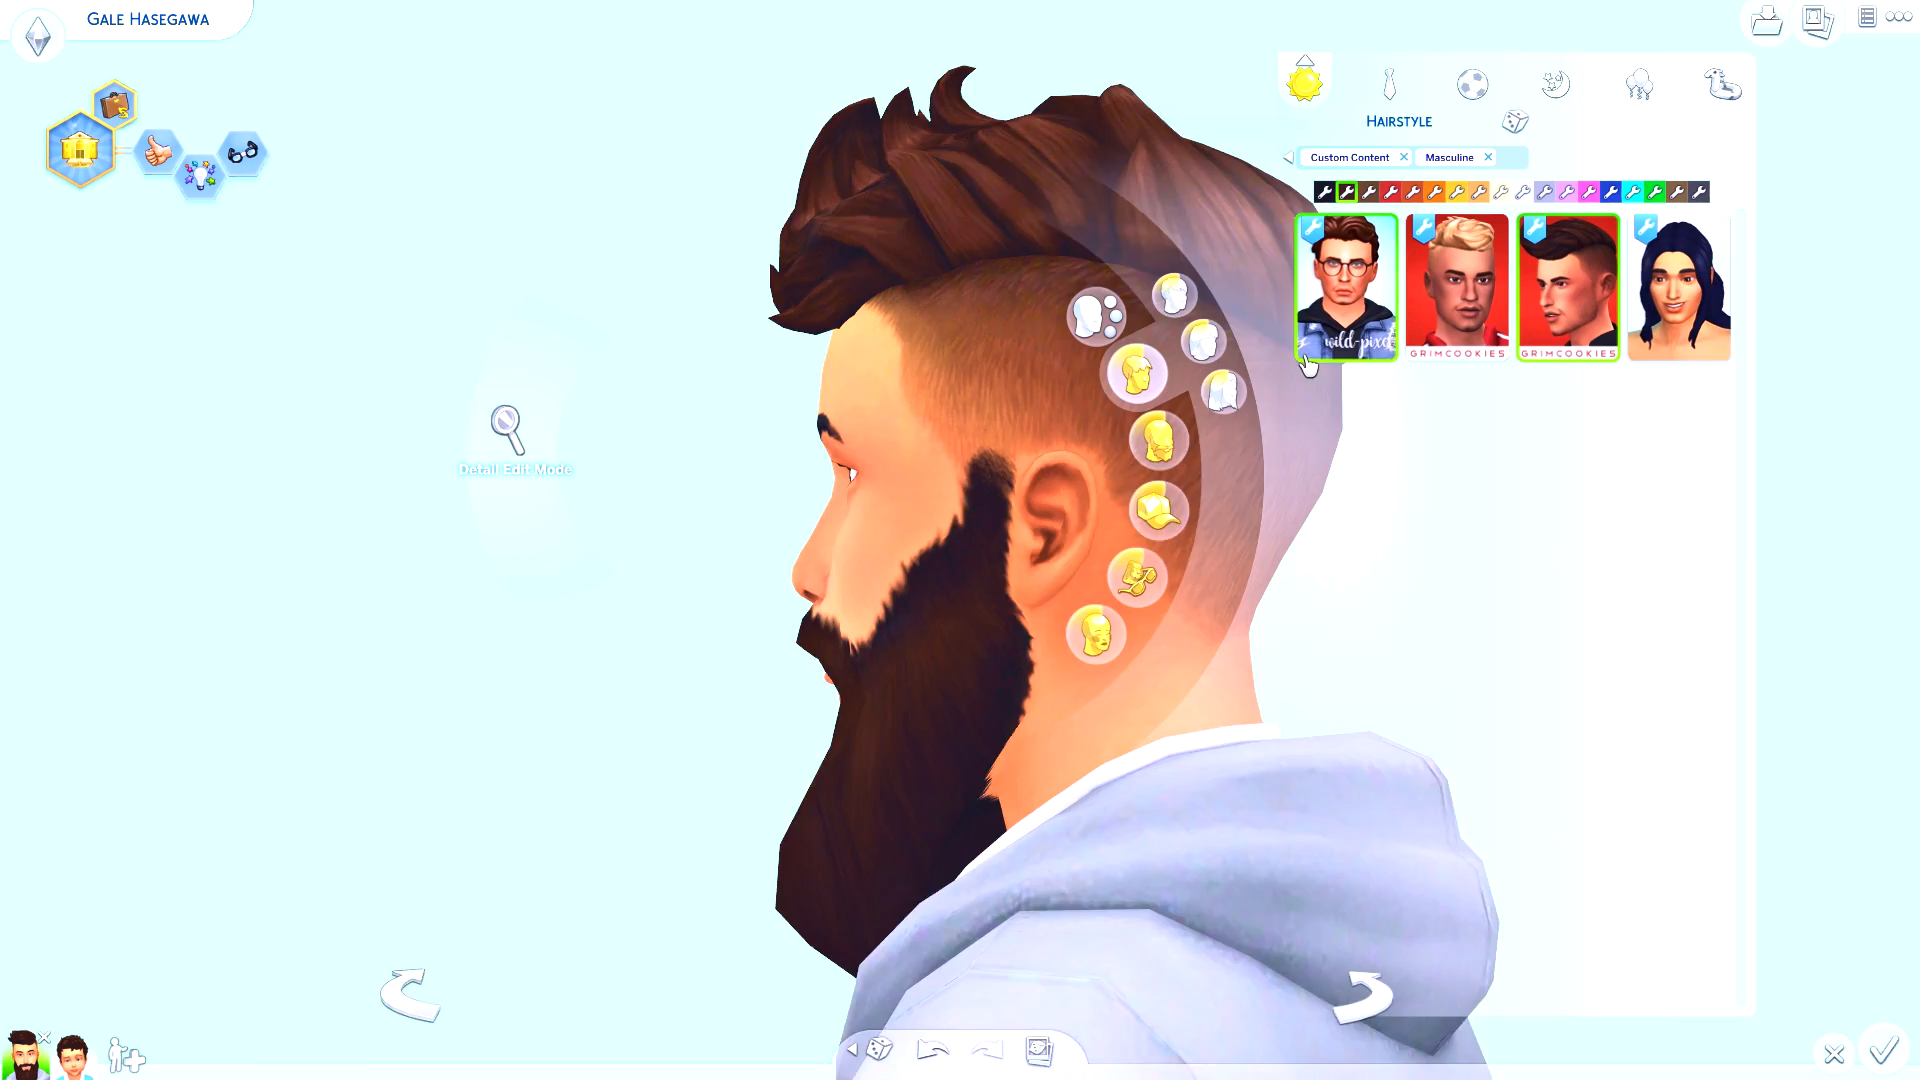 GALE HASEGAWA
HAIRSTYLE
Custom Content
Masculine
wild-pixel
GRIMCOOKIES
GRIMCOOKIES
Detail Edit Mode